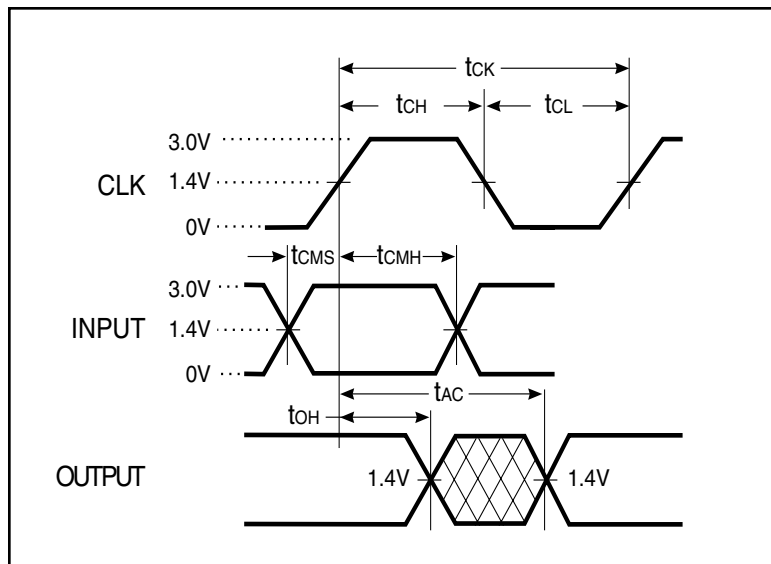 tCK
tCH tCL
3.0V
CLK 1.4V
0V
tCMS tCMH
3.0V
INPUT 1.4V
0V
tAC
tOH
OUTPUT 1.4V 1.4V